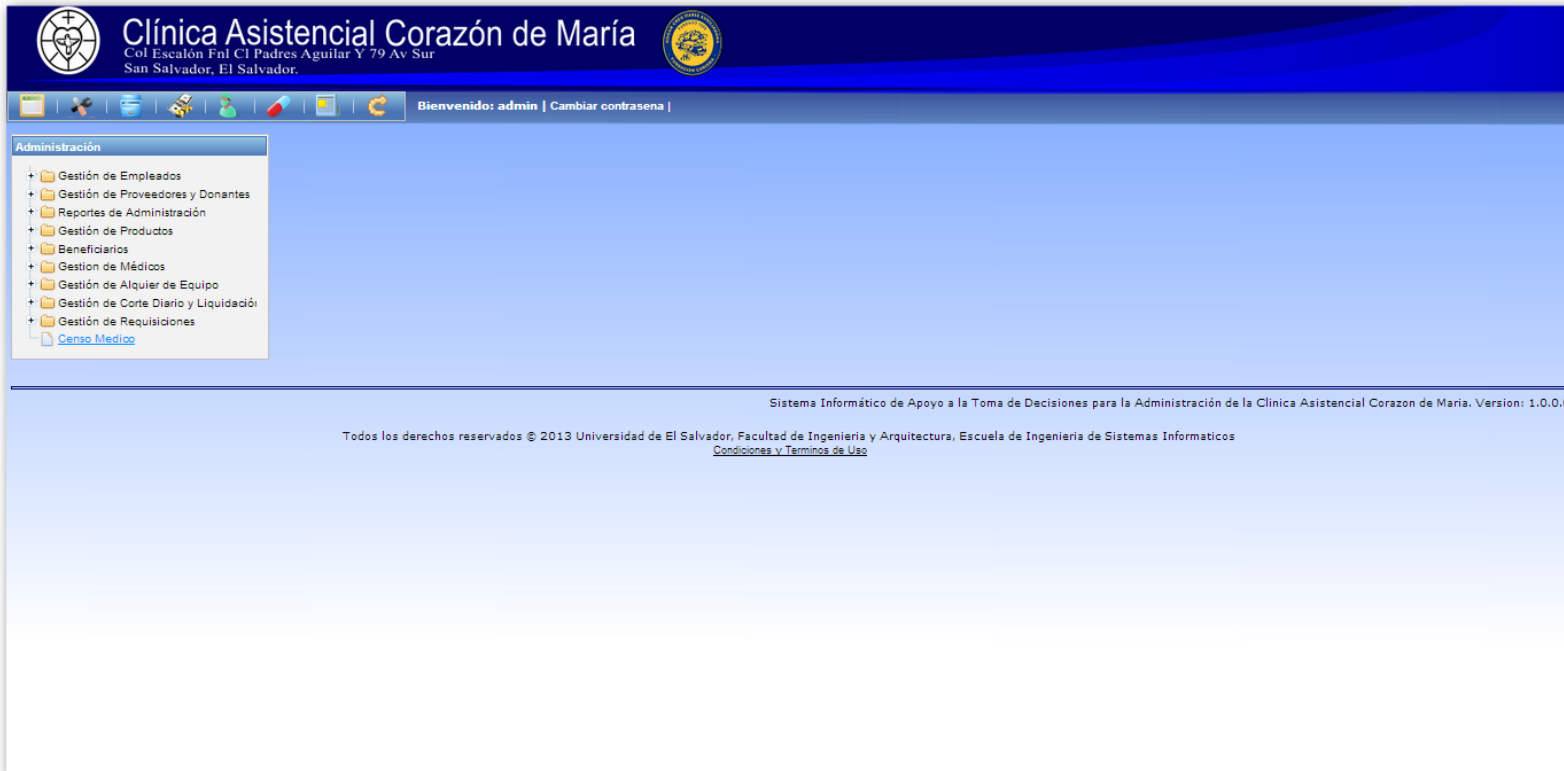 Clínica Asistencial Corazón de María
Col Escalón Fnl Cl Padres Aguilar Y 79 Av Sur
San Salvador, El Salvador.
Bienvenido: admin | Cambiar contrasena |
Administración
Gestión de Empleados
Gestión de Proveedores y Donantes
Reportes de Administración
Gestión de Productos
Beneficiarios
Gestion de Médicos
Gestión de Alquier de Equipo
Gestión de Corte Diario y Liquidació
Gestión de Requisiciones
Censo Medico
Sistema Informático de Apoyo a la Toma de Decisiones para la Administración de la Clinica Asistencial Corazon de Maria. Version: 1.0.0.
Todos los derechos reservados © 2013 Universidad de El Salvador, Facultad de Ingenieria y Arquitectura, Escuela de Ingenieria de Sistemas Informaticos
Condiciones y Terminos de Uso